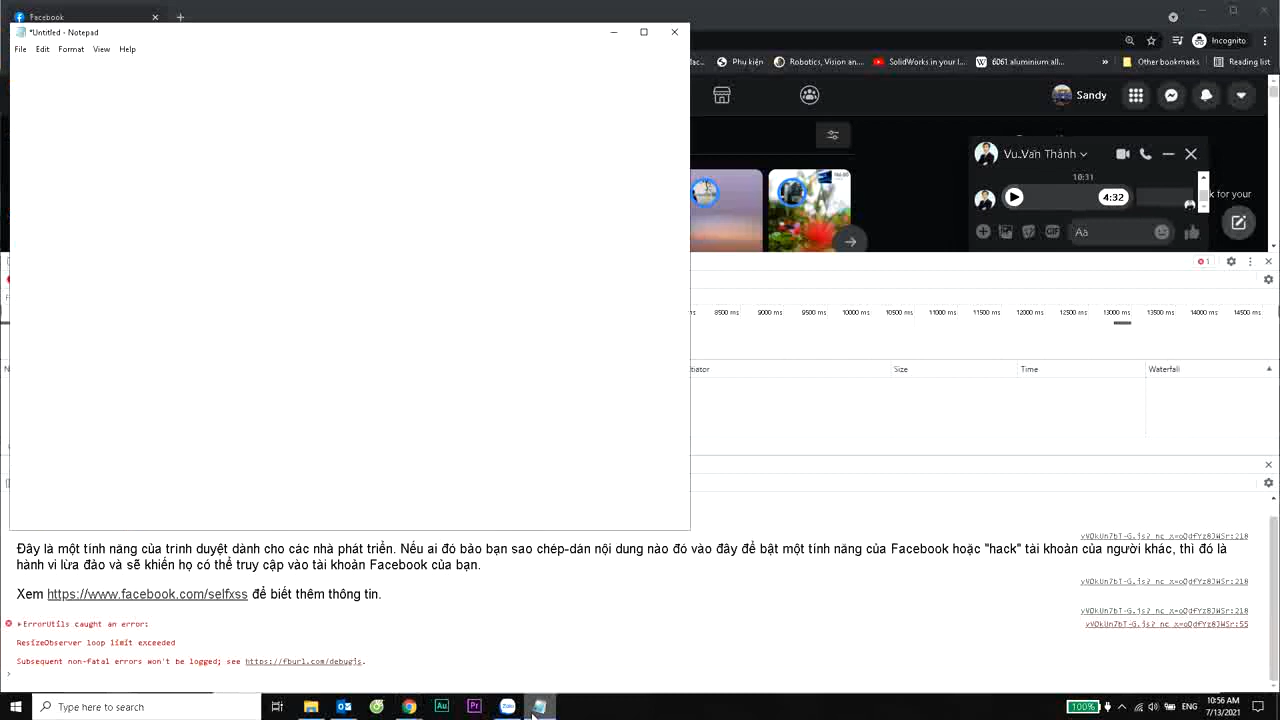 Facebook
*Untitled - Notepad
File Edit Format View Help
Incognito
Phụ kiện Robotics, Vision an... SolidWorks.in,your l... 6061 aluminium all... » Other bookmarks Reading list
Sandy
Vu.Van Thành
10:31
4:32
k for your
GIF Aa
1
8500 ms 9000 ms 9500 ms 10000 ms 10500 ms 11000 ms 11500 ms 12000 ms 12500 ms 13000 ms 13500 ms 14000 ms 14500 ms
Size Time Waterfall
Đây là một tính năng của trình duyệt dành cho các nhà phát triển. Nếu ai đó bảo bạn sao chép-dán nội dung nào đó vào đây để bật một tính năng của Facebook hoặc "hack" tài khoản của người khác, thì đó là
hành vi lừa đảo và sẽ khiến họ có thể truy cập vào tài khoản Facebook của bạn.
Xem https://www.facebook.com/selfxss để biết thêm thông tin.
ErrorUtils caught an error:
ResizeObserver loop limit exceeded
Subsequent non-fatal errors won't be logged; see https://fburl.com/debugjs.
Type here to search
Au Pr Zalo
100% ENG
10:56 AM
7/13/2021